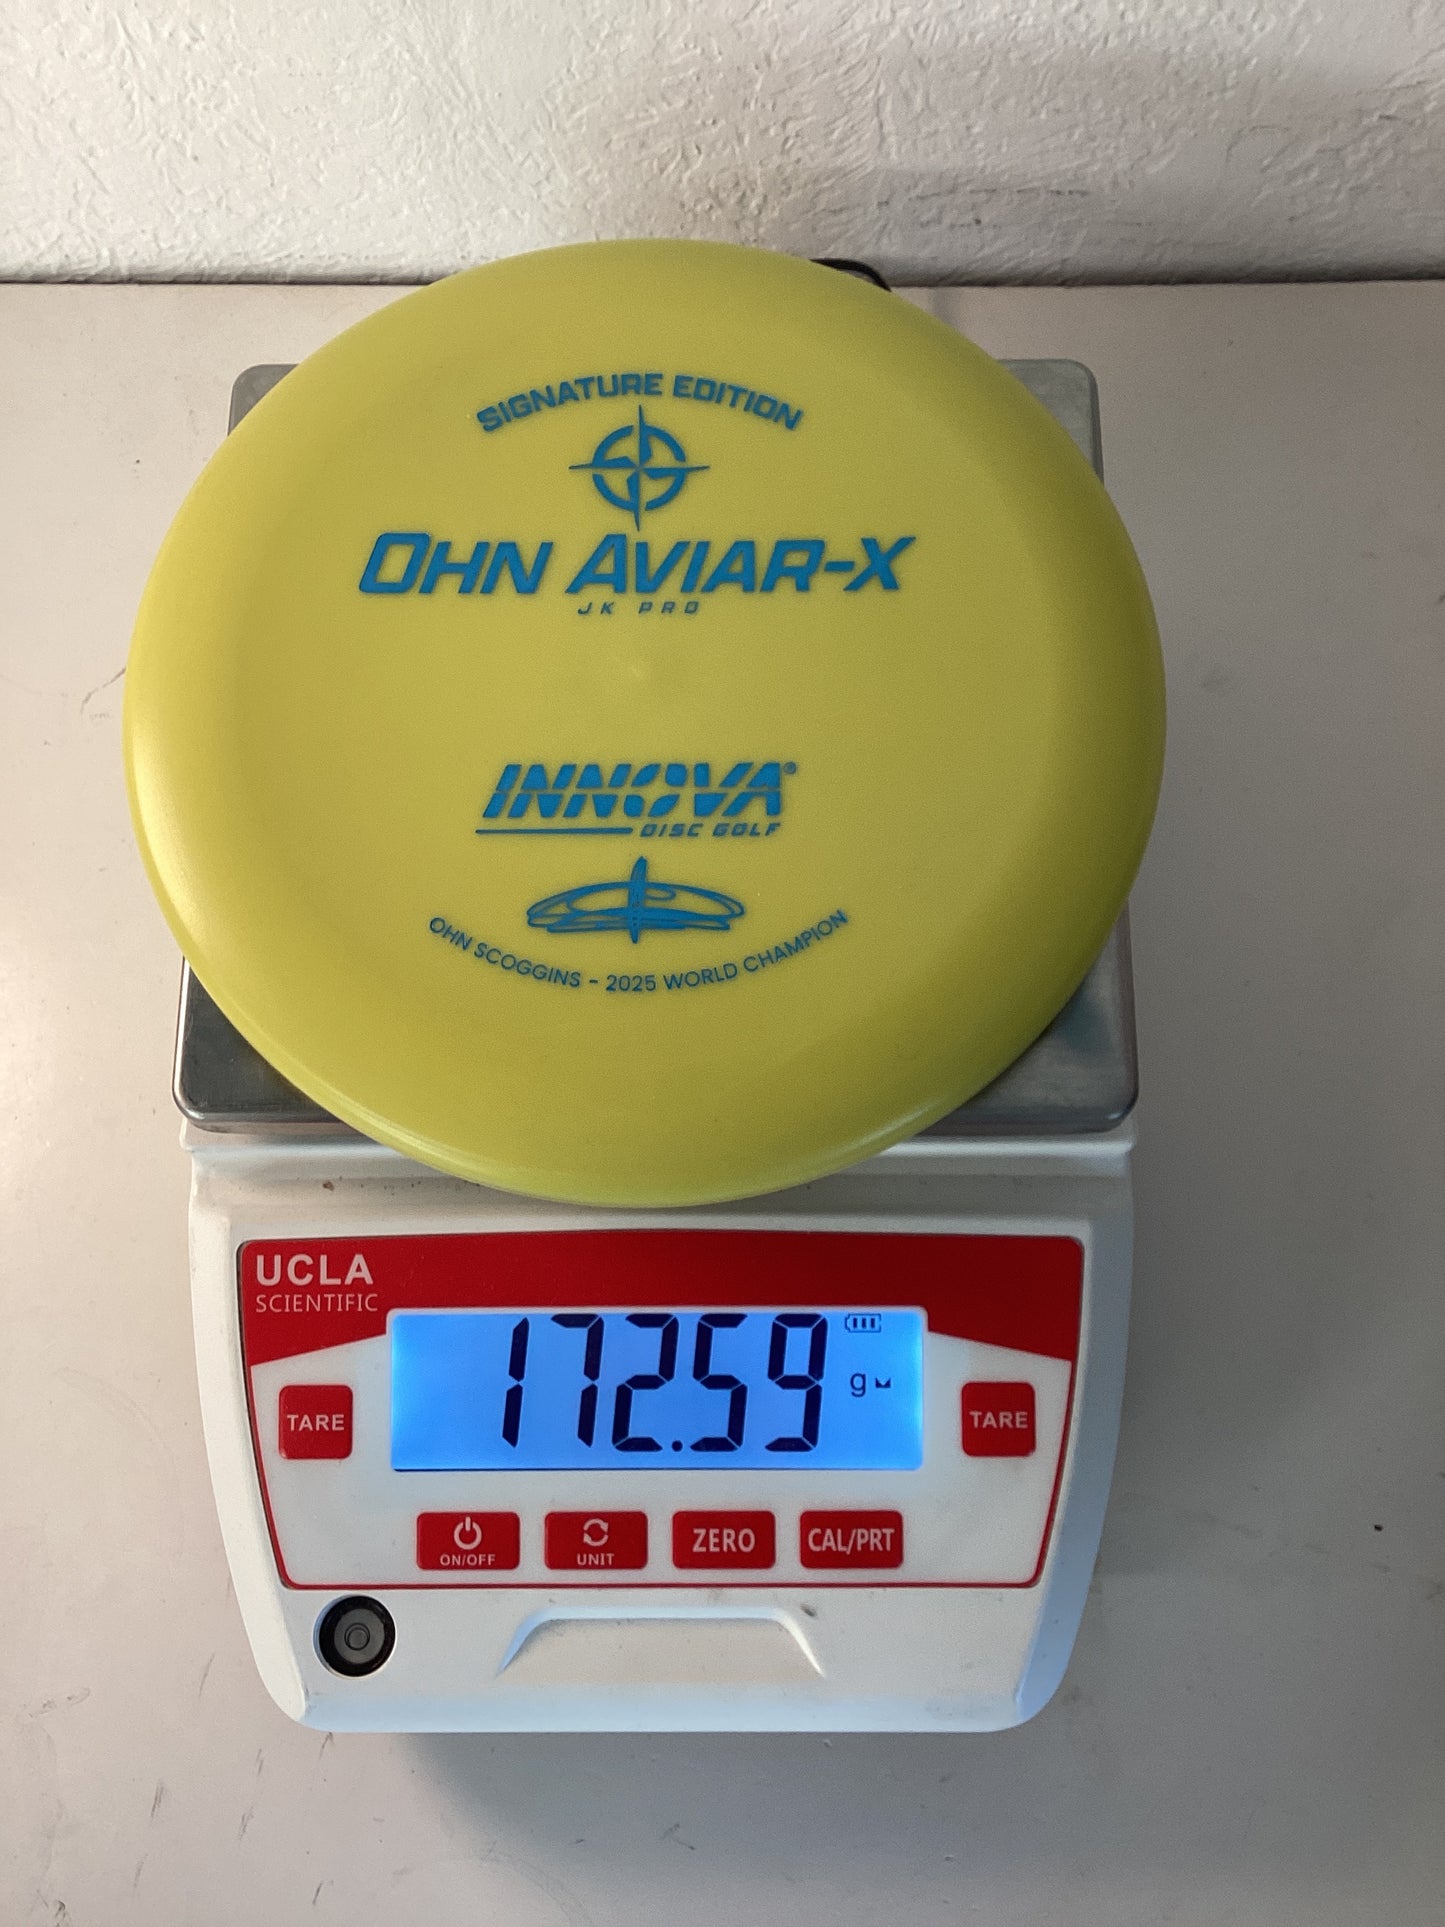 SIGNATURE EDITION
OHN AVIAR-X
JK PRO
INNOVA®
DISC GOLF
OHN SCOGGINS - 2025 WORLD CHAMPION
UCLA
SCIENTIFIC
172.59 g
TARE
TARE
ON/OFF
UNIT
ZERO
CAL/PRT